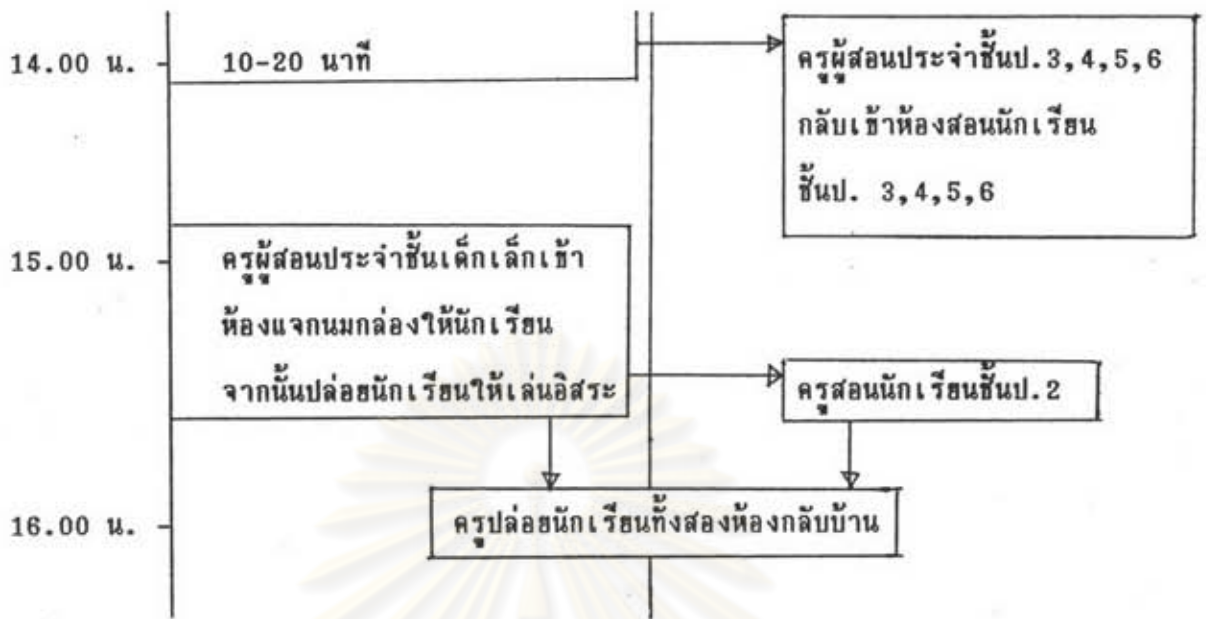 14.00 น.
10-20 นาที
ครูผู้สอนประจำชั้นป.3,4,5,6
กลับเข้าห้องสอนนักเรียน
ชั้นป. 3,4,5,6
15.00 น.
ครูผู้สอนประจำชั้นเด็กเล็กเข้า
ห้องแจกนมกล่องให้นักเรียน
จากนั้นปล่อยนักเรียนให้เล่นอิสระ
ครูสอนนักเรียนชั้นป.2
16.00 น.
ครูปล่อยนักเรียนทั้งสองห้องกลับบ้าน